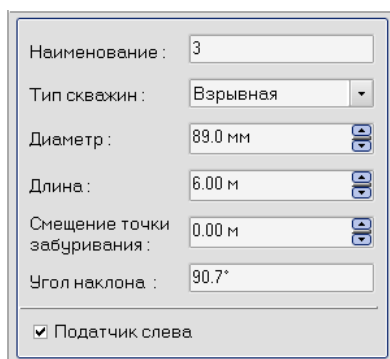 Наименование : 3
Тип скважин : Взрывная
Диаметр : 89.0 мм
Длина : 6.00 м
Смещение точки
забуривания : 0.00 м
Угол наклона : 90.7°
Податчик слева